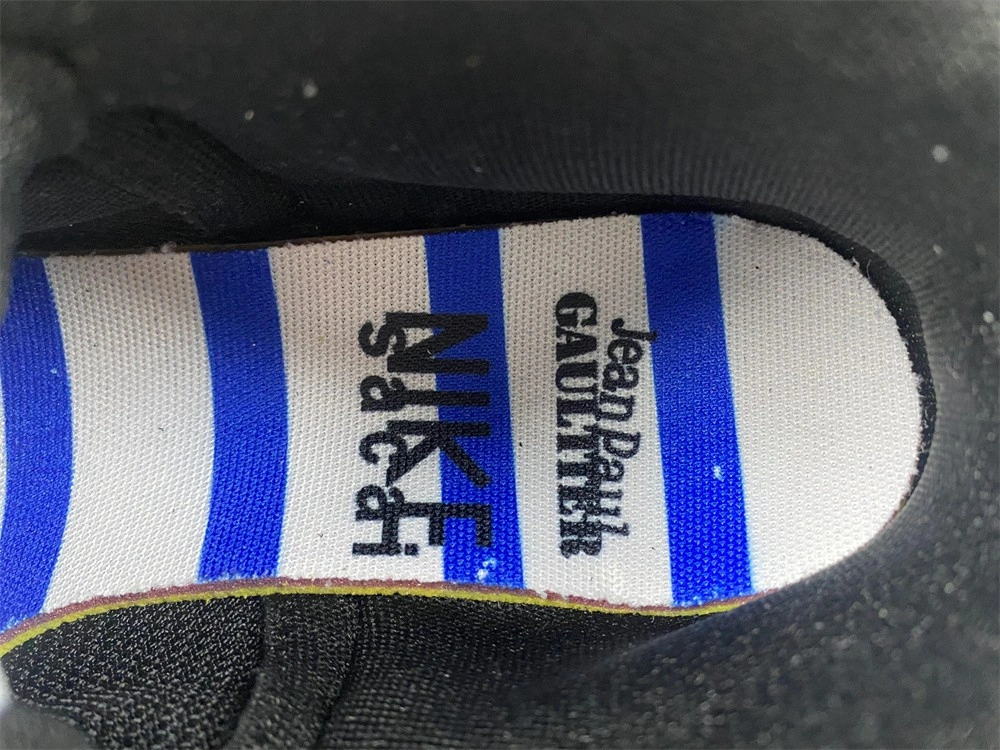 Jean Paul
GAULTIER
NIKE
sacai